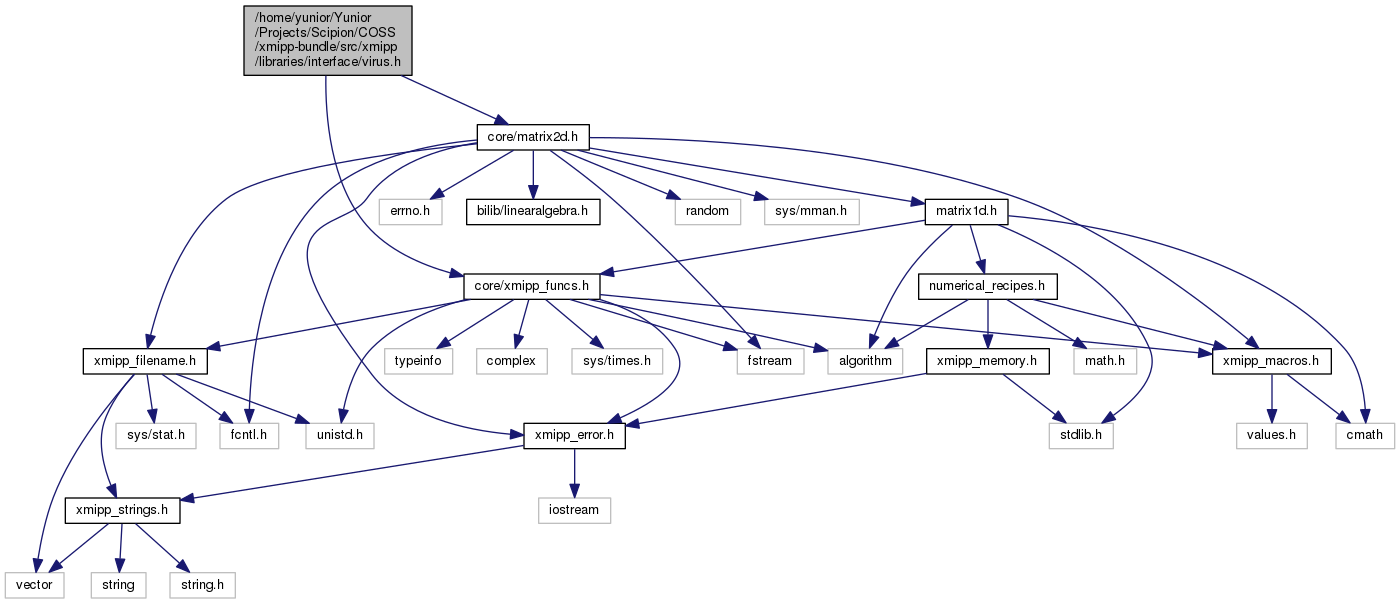 /home/yunior/Yunior
/Projects/Scipion/COSS
/xmipp-bundle/src/xmipp
/libraries/interface/virus.h
core/matrix2d.h
errno.h
bilib/linearalgebra.h
random
sys/mman.h
matrix1d.h
core/xmipp_funcs.h
numerical_recipes.h
xmipp_filename.h
typeinfo
complex
sys/times.h
fstream
algorithm
xmipp_memory.h
math.h
xmipp_macros.h
sys/stat.h
fcntl.h
unistd.h
xmipp_error.h
stdlib.h
values.h
cmath
xmipp_strings.h
iostream
vector
string
string.h